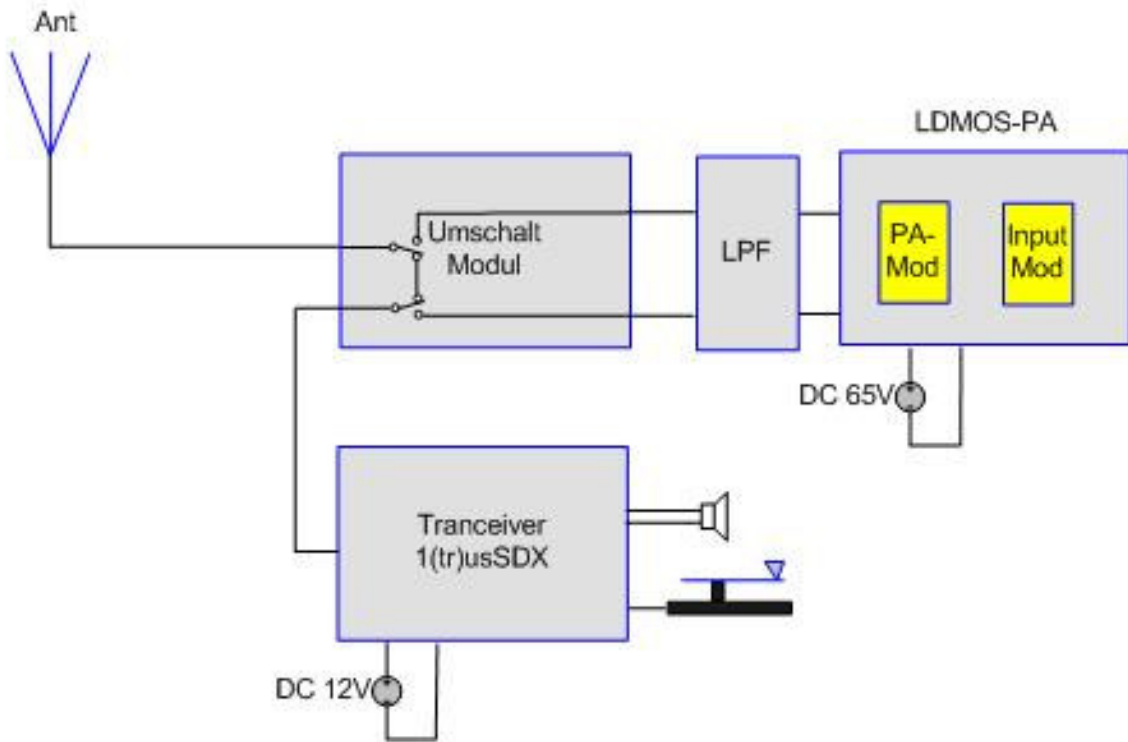 Ant
LDMOS-PA
Umschalt
Modul
LPF
PA-
Mod
Input
Mod
DC 65V
Tranceiver
1(tr)usSDX
DC 12V